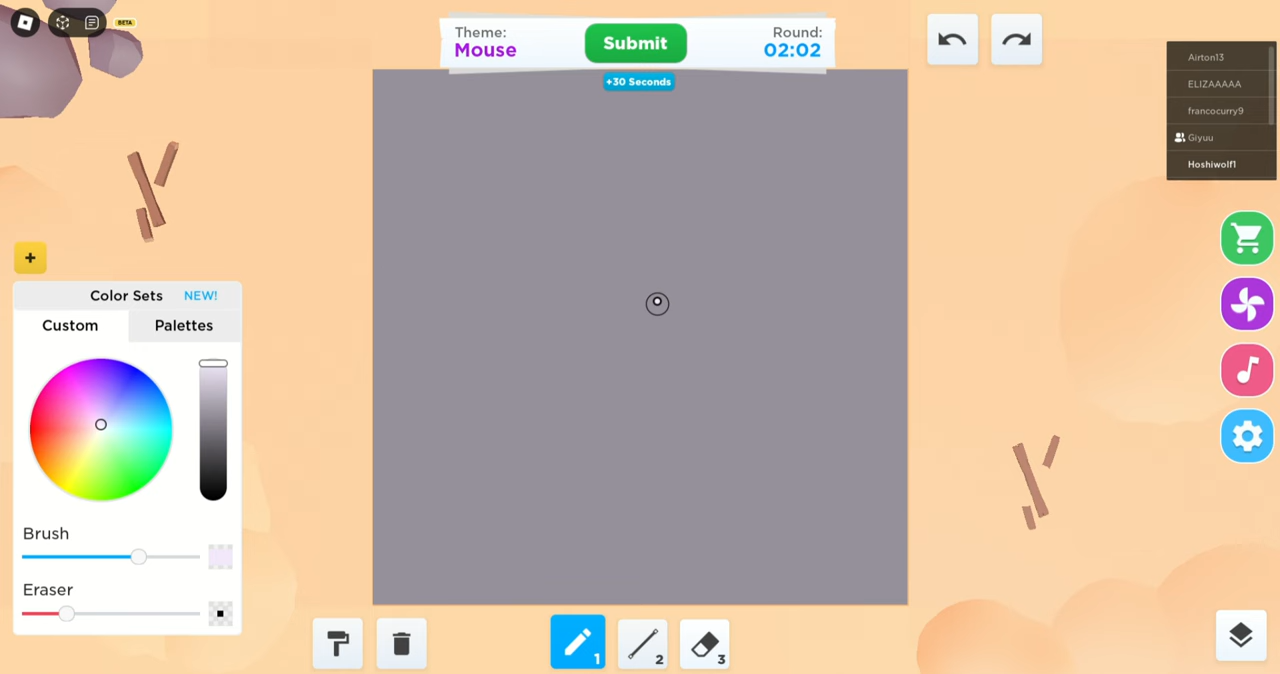 BETA
Theme:
Mouse
Submit
Round:
02:02
+30 Seconds
Airton13
ELIZAAAAA
francocurry9
Giyuu
Hoshiwolf1
+
Color Sets NEW!
Custom Palettes
Brush
Eraser
1
2
3